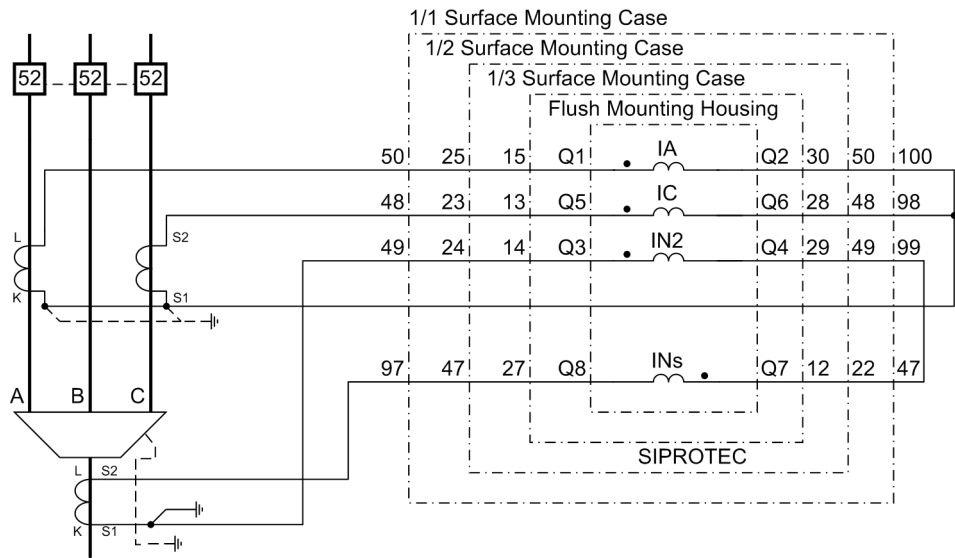 1/1 Surface Mounting Case
1/2 Surface Mounting Case
1/3 Surface Mounting Case
Flush Mounting Housing
52 52 52
50 25 15 Q1 IA Q2 30 50 100
48 23 13 Q5 IC Q6 28 48 98
L S2
49 24 14 Q3 IN2 Q4 29 49 99
K S1
97 47 27 Q8 INs Q7 12 22 47
A B C
SIPROTEC
L S2
K S1